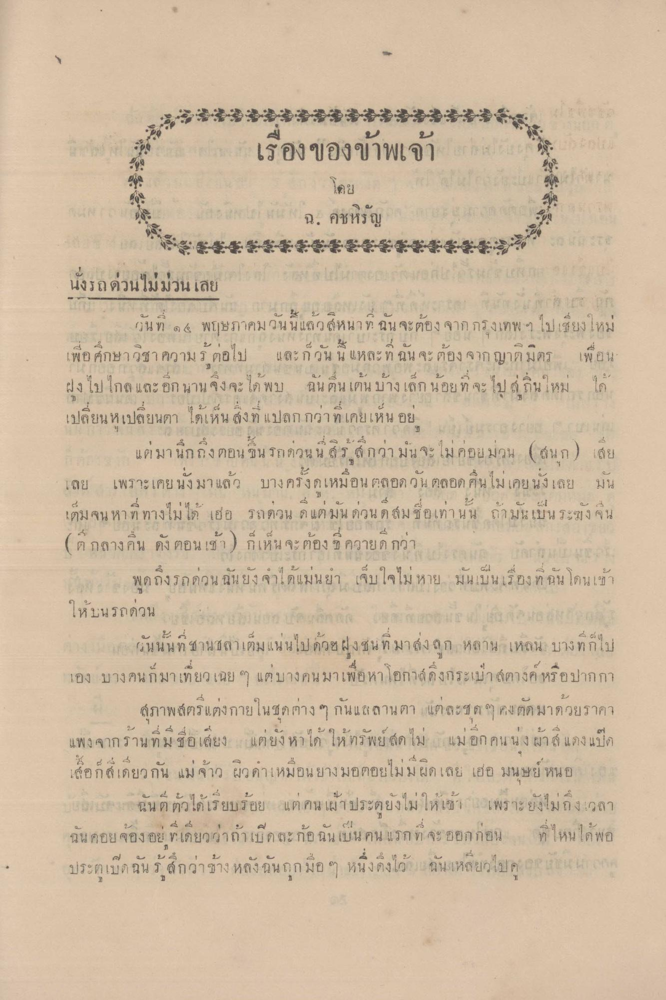 เรื่องของข้าพเจ้า
โดย
ฉ. คชหิรัญ
นั่งรถด่วนไม่ม่วนเลย
วันที่ ๑๕ พฤษภาคมวันนี้แล้วสิหนาที่ฉันจะต้องจากกรุงเทพฯ ไปเชียงใหม่
เพื่อศึกษาวิชาความรู้ต่อไป และก็วันนี้แหละที่ฉันจะต้องจากญาติมิตร เพื่อน
ฝูงไปไกลและอีกนานจึงจะได้พบ ฉันตื่นเต้นบ้างเล็กน้อยที่จะไปสู่ถิ่นใหม่ ได้
เปลี่ยนหูเปลี่ยนตา ได้เห็นสิ่งที่แปลกกว่าที่เคยเห็นอยู่
แต่มานึกถึงตอนขึ้นรถด่วนนี่สิรู้สึกว่ามันจะไม่ค่อยม่วน (สนุก) เสีย
เลย เพราะเคยนั่งมาแล้ว บางครั้งดูเหมือนตลอดวันตลอดคืนไม่เคยนั่งเลย มัน
เต็มจนหาที่ทางไม่ได้ เฮอ รถด่วน ดีแต่มันด่วนดีสมชื่อเท่านั้น ถ้ามันเป็นระฆังจีน
(ตีกลางคืน ดังตอนเช้า) ก็เห็นจะต้องขี่ควายดีกว่า
พูดถึงรถด่วนฉันยังจำได้แม่นยำ เจ็บใจไม่หาย มันเป็นเรื่องที่ฉันโดนเข้า
ให้บนรถด่วน
วันนั้นที่ชานชลาเต็มแน่นไปด้วยฝูงชนที่มาส่งลูก หลาน เหลน บางทีก็ไป
เอง บางคนก็มาเที่ยวเฉยๆ แต่บางคนมาเพื่อหาโอกาสดึงกระเป๋าสตางค์หรือปากกา
สุภาพสตรีแต่งกายในชุดต่างๆ กันแลลานตา แต่ละชุดๆ คงตัดมาด้วยราคา
แพงจากร้านที่มีชื่อเสียง แต่ยังหาได้ ให้ทรัพย์สดไม่ แม่อีกคนนุ่งผ้าสีแดงแป๊ด
เสื้อก็สีเดียวกัน แม่จ้าว ผิวดำเหมือนยางมอตอยไม่มีผิดเลย เฮอ มนุษย์หนอ
ฉันตีตั๋วได้เรียบร้อย แต่คนเฝ้าประตูยังไม่ให้เข้า เพราะยังไม่ถึงเวลา
ฉันคอยจ้องอยู่ทีเดียวว่าถ้าเปิดละก้อฉันเป็นคนแรกที่จะออกก่อน ที่ไหนได้พอ
ประตูเปิดฉันรู้สึกว่าข้างหลังฉันถูกมือๆ หนึ่งดึงไว้ ฉันเหลียวไปดู